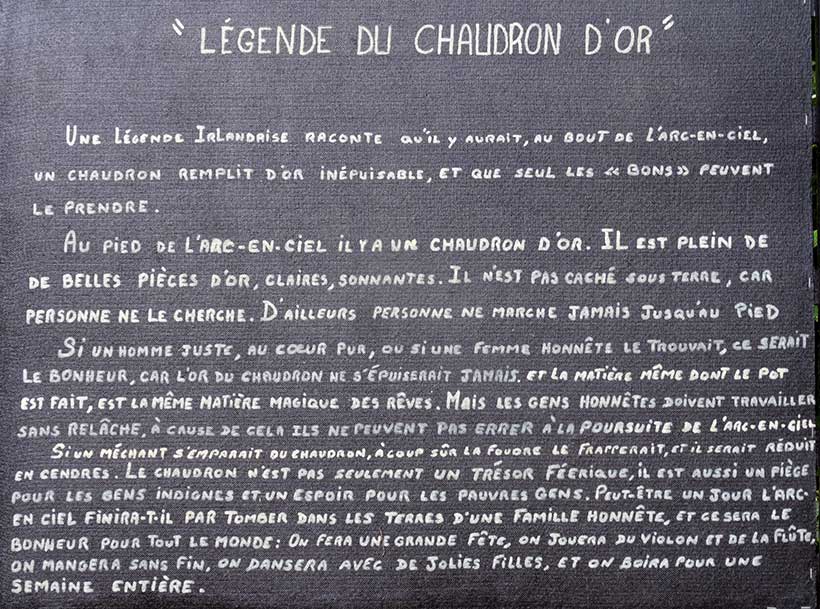 "LÉGENDE DU CHAUDRON D'OR"
UNE LÉGENDE IRLANDAISE RACONTE QU'IL Y AURAIT, AU BOUT DE L'ARC-EN-CIEL,
UN CHAUDRON REMPLIT D'OR INÉPUISABLE, ET QUE SEUL LES « BONS » PEUVENT
LE PRENDRE.
AU PIED DE L'ARC-EN-CIEL IL Y A UN CHAUDRON D'OR. IL EST PLEIN DE
DE BELLES PIÈCES D'OR, CLAIRES, SONNANTES. IL N'EST PAS CACHÉ SOUS TERRE, CAR
PERSONNE NE LE CHERCHE. D'AILLEURS PERSONNE NE MARCHE JAMAIS JUSQU'AU PIED
SI UN HOMME JUSTE, AU CŒUR PUR, OU SI UNE FEMME HONNÊTE LE TROUVAIT, CE SERAIT
LE BONHEUR, CAR L'OR DU CHAUDRON NE S'ÉPUISERAIT JAMAIS. ET LA MATIÈRE MÊME DONT LE POT
EST FAIT, EST LA MÊME MATIÈRE MAGIQUE DES RÊVES. MAIS LES GENS HONNÊTES DOIVENT TRAVAILLER
SANS RELÂCHE, À CAUSE DE CELA ILS NE PEUVENT PAS ERRER À LA POURSUITE DE L'ARC-EN-CIEL
SI UN MÉCHANT S'EMPARAIT DU CHAUDRON, À COUP SÛR LA FOUDRE LE FRAPPERAIT, ET IL SERAIT RÉDUIT
EN CENDRES. LE CHAUDRON N'EST PAS SEULEMENT UN TRÉSOR FÉERIQUE, IL EST AUSSI UN PIÈGE
POUR LES GENS INDIGNES ET UN ESPOIR POUR LES PAUVRES GENS. PEUT-ÊTRE UN JOUR L'ARC-
EN CIEL FINIRA-T-IL PAR TOMBER DANS LES TERRES D'UNE FAMILLE HONNÊTE, ET CE SERA LE
BONHEUR POUR TOUT LE MONDE : ON FERA UNE GRANDE FÊTE, ON JOUERA DU VIOLON ET DE LA FLÛTE,
ON MANGERA SANS FIN, ON DANSERA AVEC DE JOLIES FILLES, ET ON BOIRA POUR UNE
SEMAINE ENTIÈRE.